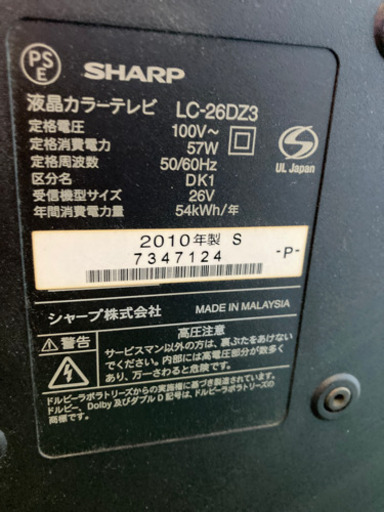 PS
E
SHARP
液晶カラーテレビ LC-26DZ3
定格電圧 100V~
定格消費電力 57W
定格周波数 50/60Hz
区分名 DK1
受信機型サイズ 26V
年間消費電力量 54kWh/年
UL Japan
2010年製 S
7347124
-P-
シャープ株式会社 MADE IN MALAYSIA
高圧注意
警告
サービスマン以外の方は、裏ぶたをあけない
でください。内部には高電圧部分が数多く
あり、万一さわると危険です。
ドルビーラボラトリーズからの実施権に基づき製造されています。
ドルビー、Dolby 及びダブル D 記号は、ドルビーラボラトリーズの
商標です。